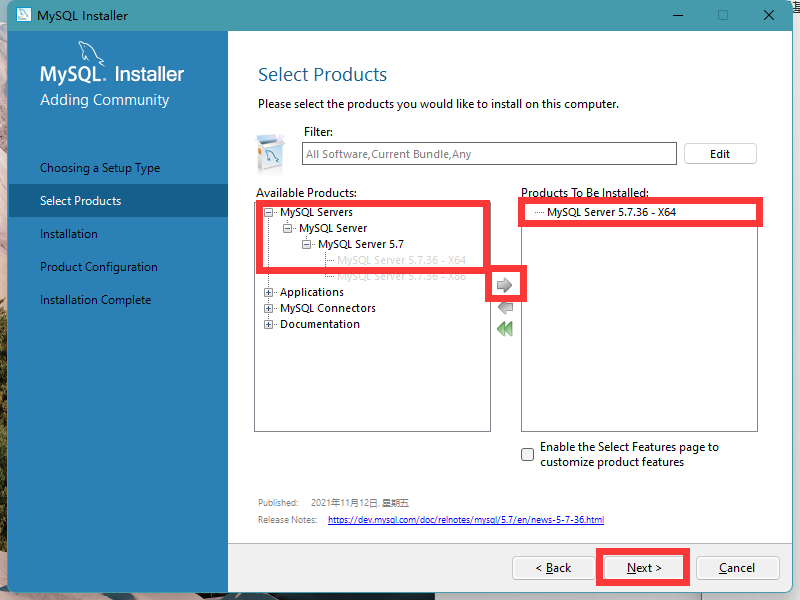 MySQL Installer
MySQL® Installer
Adding Community
Choosing a Setup Type
Select Products
Installation
Product Configuration
Installation Complete
Select Products
Please select the products you would like to install on this computer.
Filter:
All Software,Current Bundle,Any
Edit
Available Products:
MySQL Servers
MySQL Server
MySQL Server 5.7
MySQL Server 5.7.36 - X64
MySQL Server 5.7.36 - X86
Applications
MySQL Connectors
Documentation
Products To Be Installed:
MySQL Server 5.7.36 - X64
Enable the Select Features page to
customize product features
Published: 2021年11月12日, 星期五
Release Notes: https://dev.mysql.com/doc/relnotes/mysql/5.7/en/news-5-7-36.html
< Back
Next >
Cancel